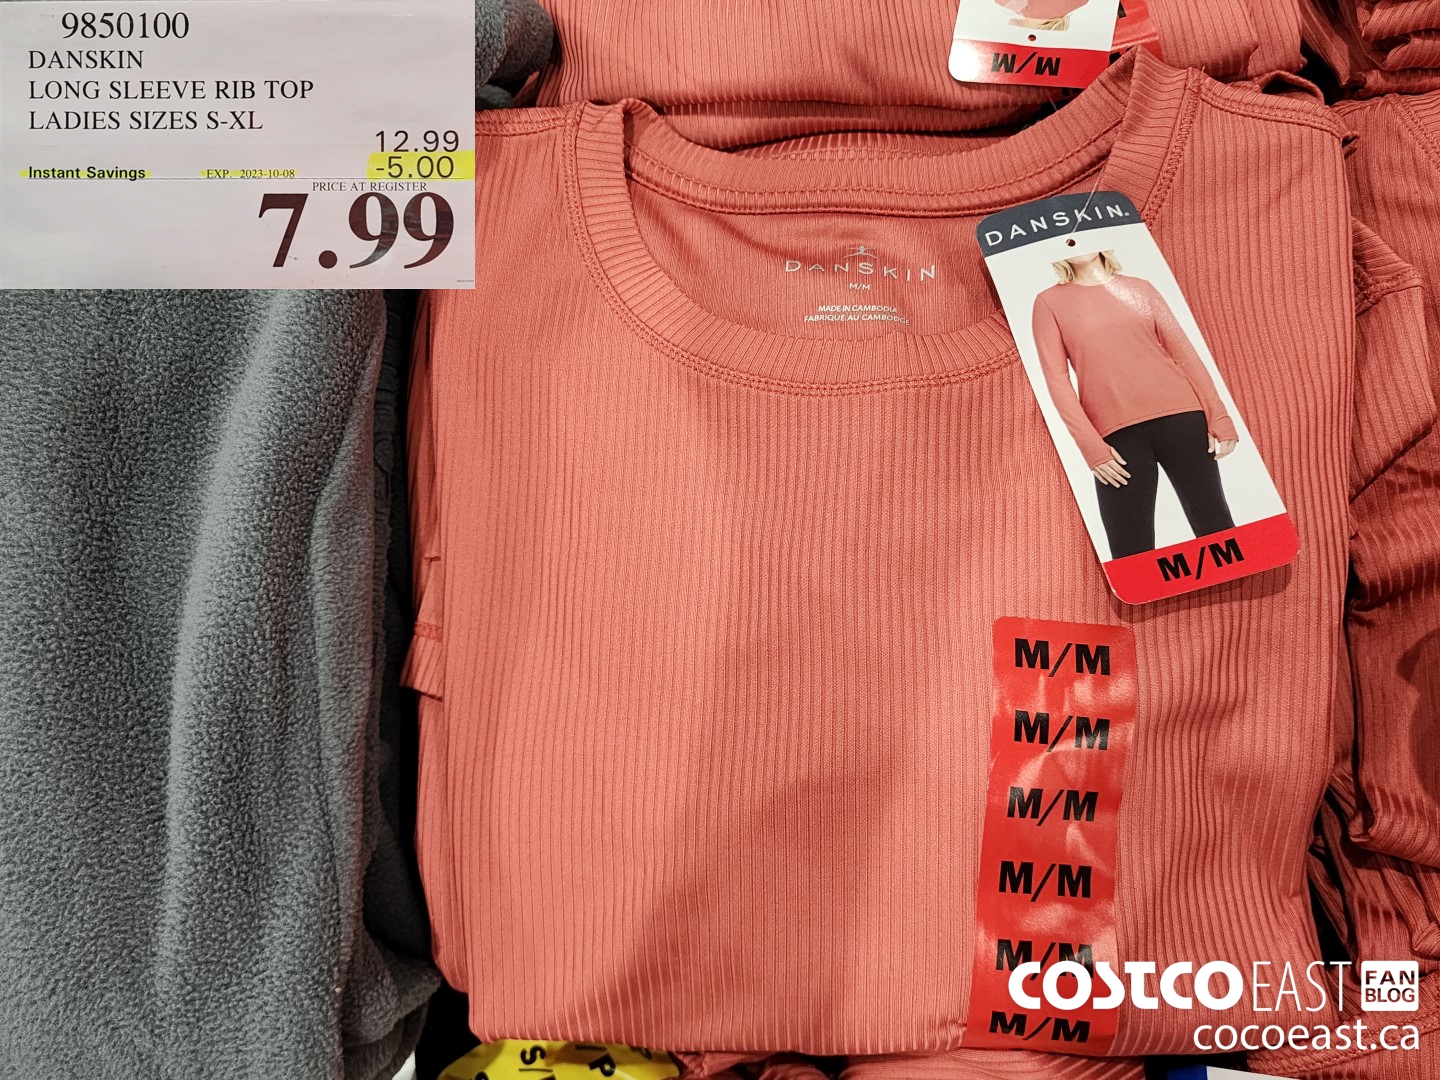 9850100
DANSKIN
LONG SLEEVE RIB TOP
LADIES SIZES S-XL
12.99
Instant Savings EXP. 2023-10-08 -5.00
PRICE AT REGISTER
7.99
M/M
DANSKIN.
DANSKIN
M/M
MADE IN CAMBODIA
FABRIQUÉ AU CAMBODGE
M/M
M/M
M/M
M/M
M/M
M/M
M/M
COSTCO EAST FAN BLOG
cocoeast.ca